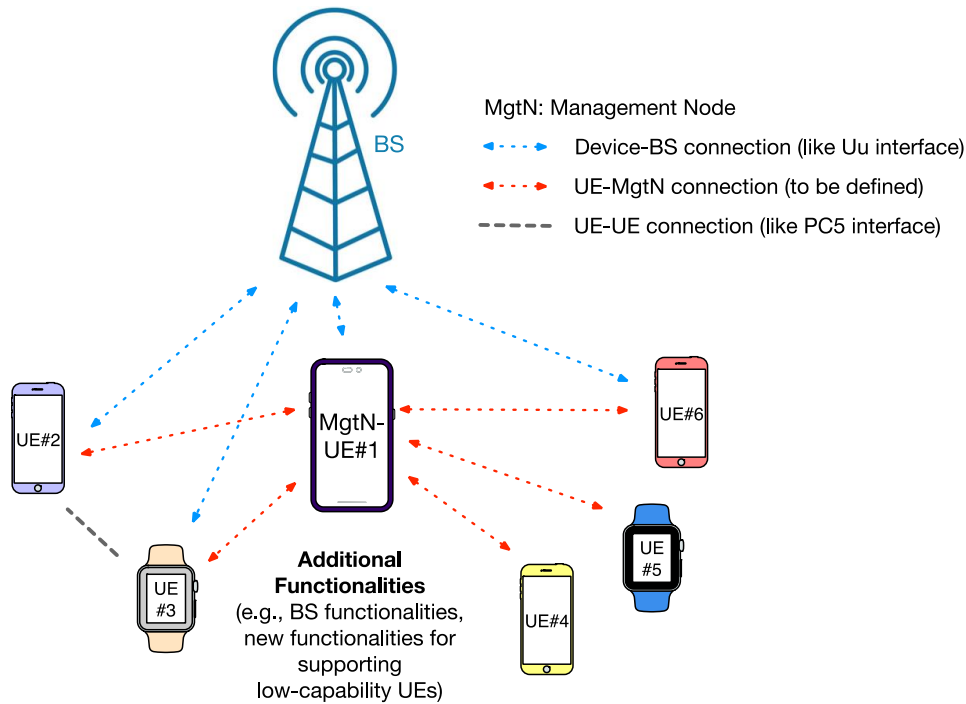 BS
MgtN: Management Node
Device-BS connection (like Uu interface)
UE-MgtN connection (to be defined)
UE-UE connection (like PC5 interface)
UE#2
MgtN-
UE#1
UE#6
UE
#3
UE
#5
UE#4
Additional
Functionalities
(e.g., BS functionalities,
new functionalities for
supporting
low-capability UEs)